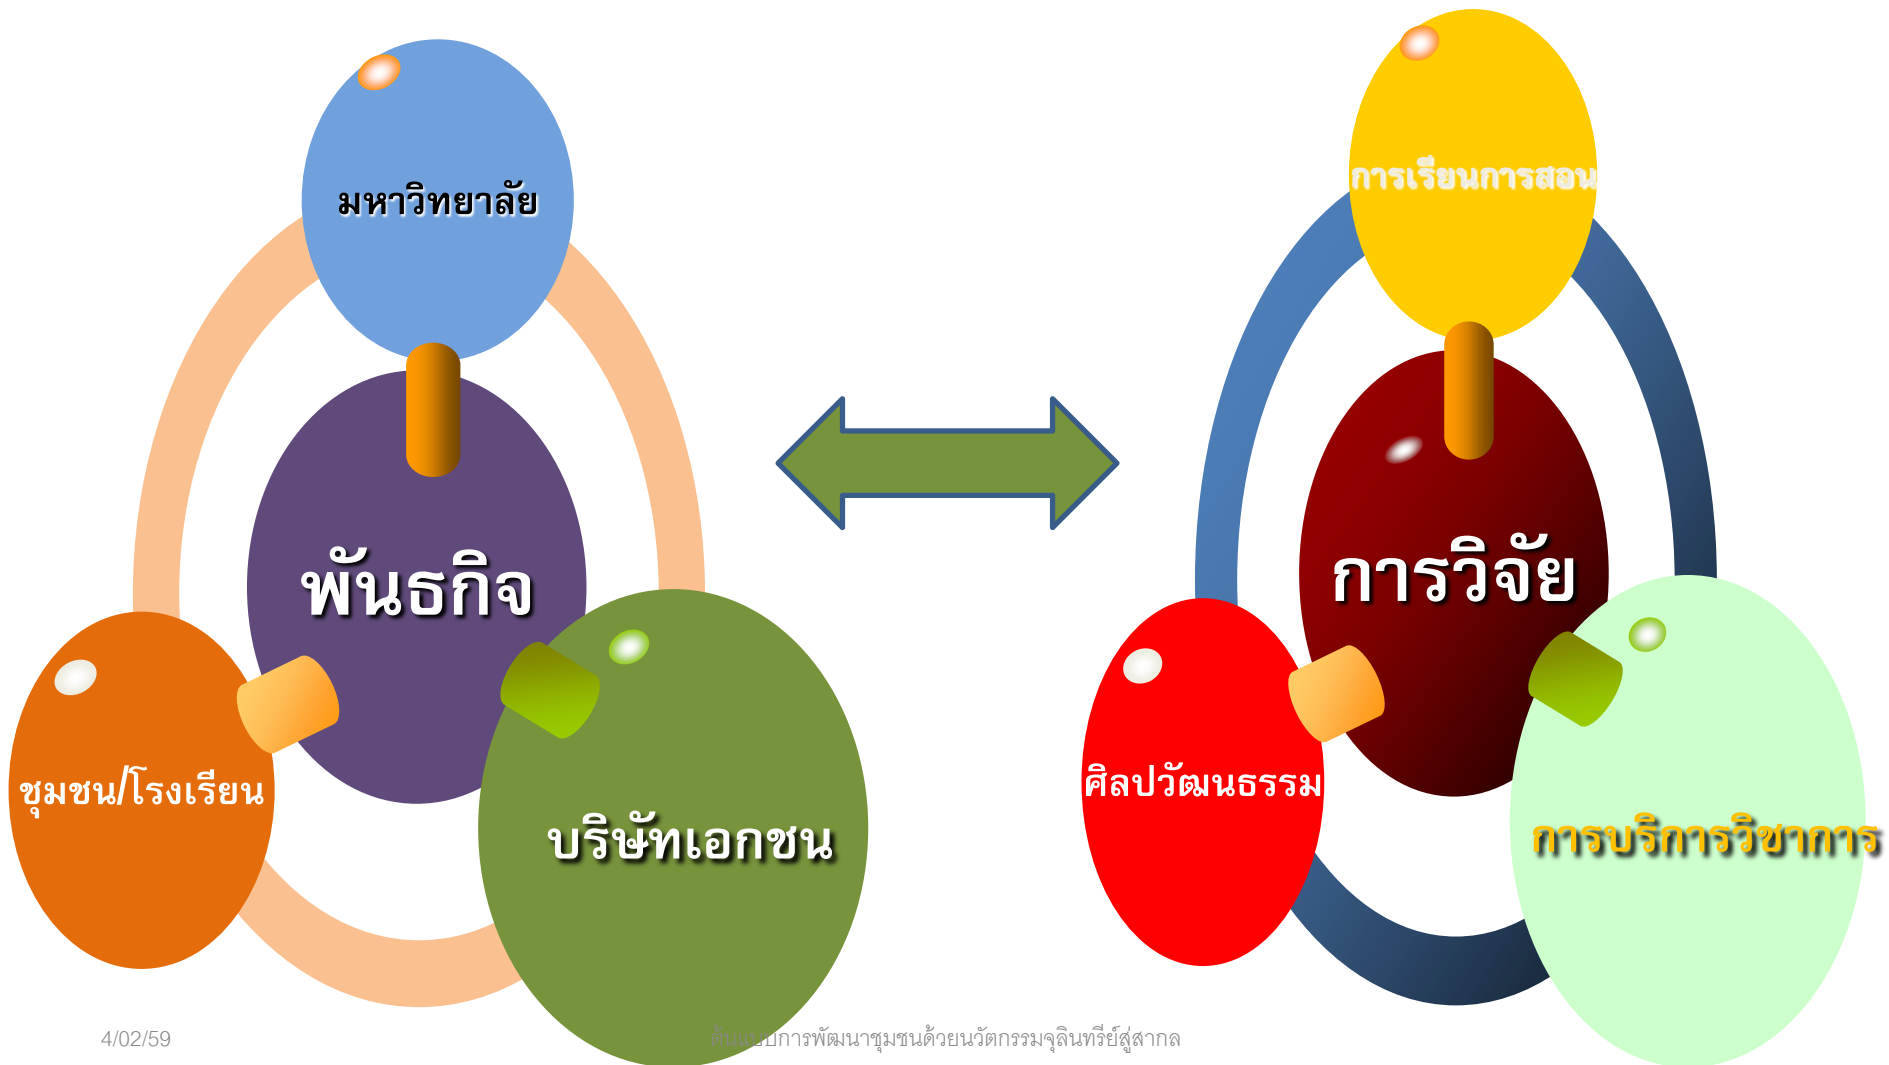 มหาวิทยาลัย
พันธกิจ
ชุมชน/โรงเรียน
บริษัทเอกชน
การเรียนการสอน
การวิจัย
ศิลปวัฒนธรรม
การบริการวิชาการ
4/02/59
ต้นแบบการพัฒนาชุมชนด้วยนวัตกรรมจุลินทรีย์สู่สากล